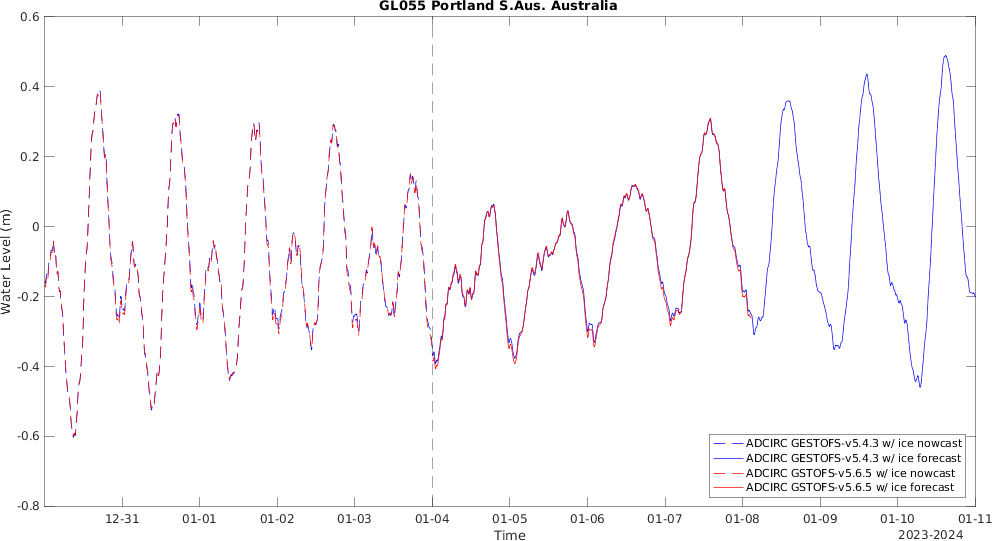 GL055 Portland S.Aus. Australia
0.6
0.4
0.2
0
-0.2
-0.4
-0.6
-0.8
Water Level (m)
12-31 01-01 01-02 01-03 01-04 01-05 01-06 01-07 01-08 01-09 01-10 01-11
Time
2023-2024
ADCIRC GESTOFS-v5.4.3 w/ ice nowcast
ADCIRC GESTOFS-v5.4.3 w/ ice forecast
ADCIRC GSTOFS-v5.6.5 w/ ice nowcast
ADCIRC GSTOFS-v5.6.5 w/ ice forecast